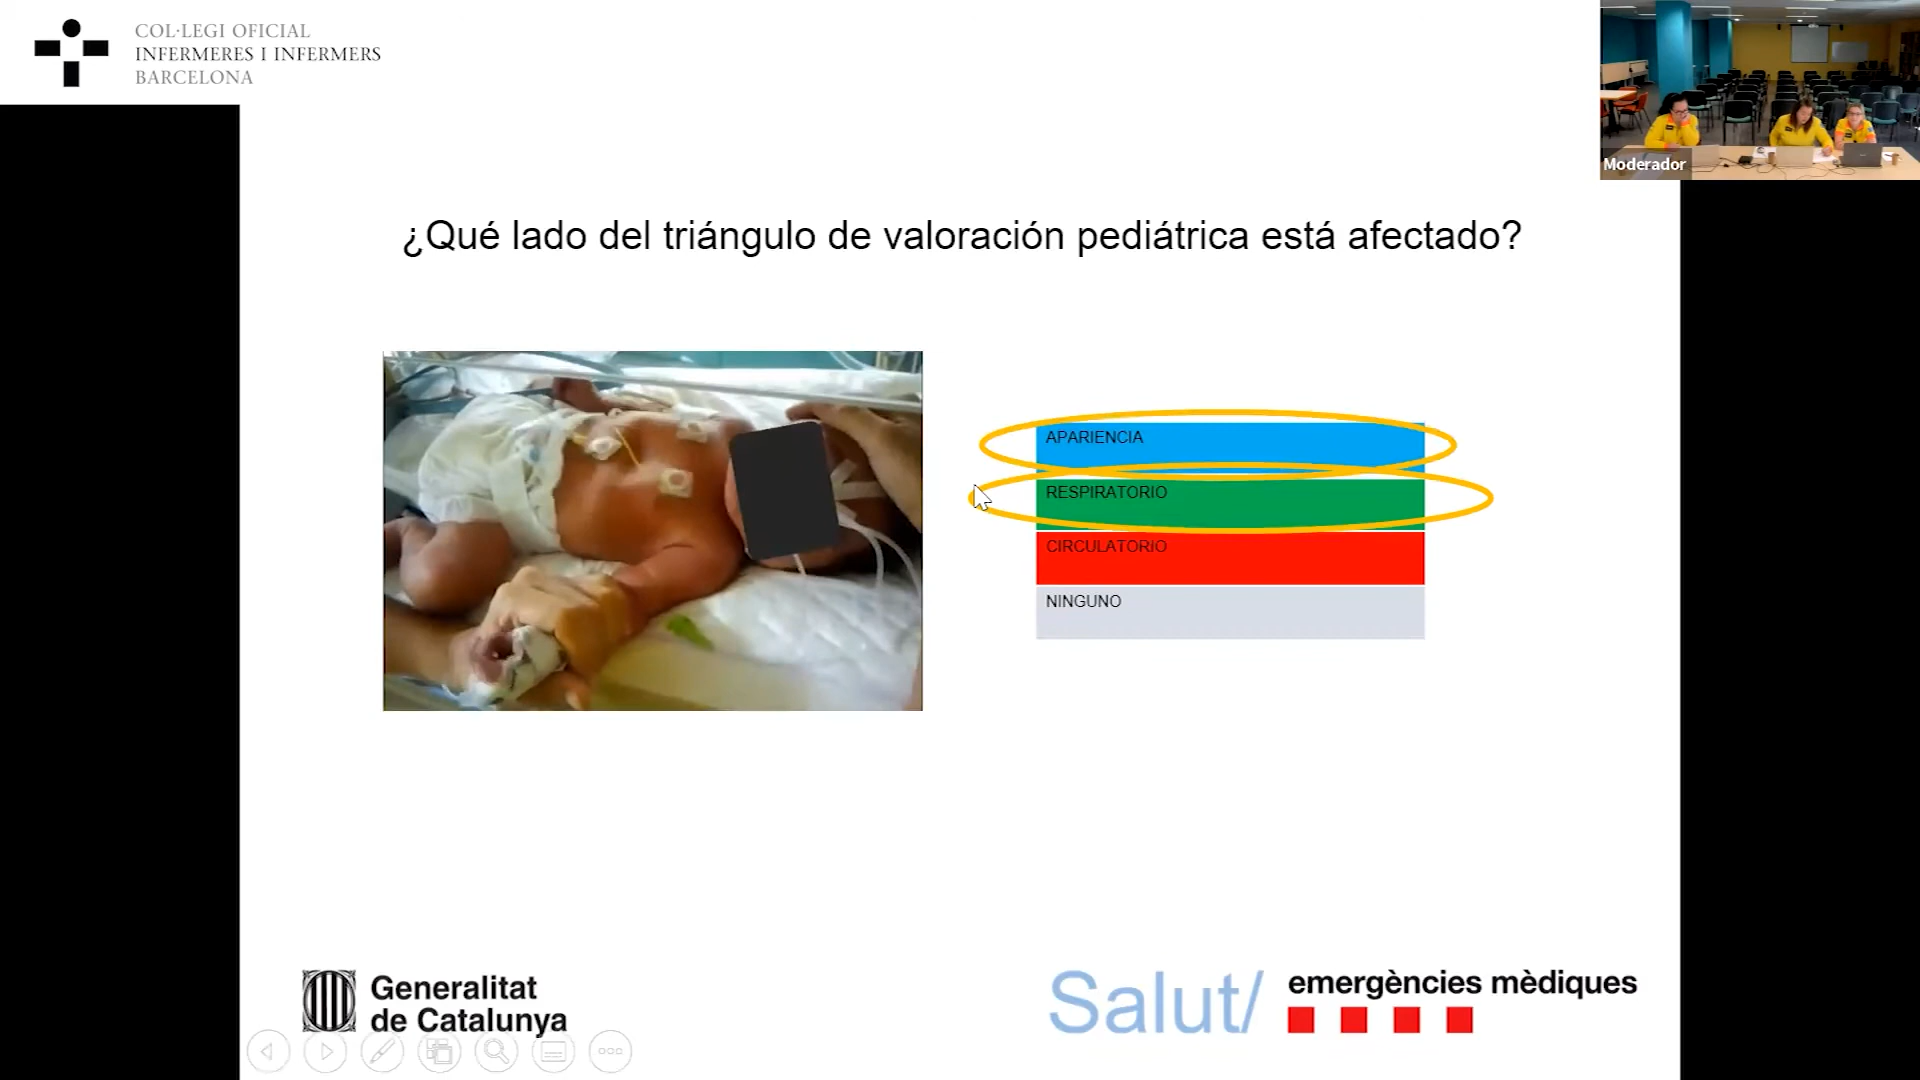 COL·LEGI OFICIAL
INFERMERES I INFERMERS
BARCELONA
Moderador
¿Qué lado del triángulo de valoración pediátrica está afectado?
APARIENCIA
RESPIRATORIO
CIRCULATORIO
NINGUNO
Generalitat
de Catalunya
Salut/
emergències mèdiques